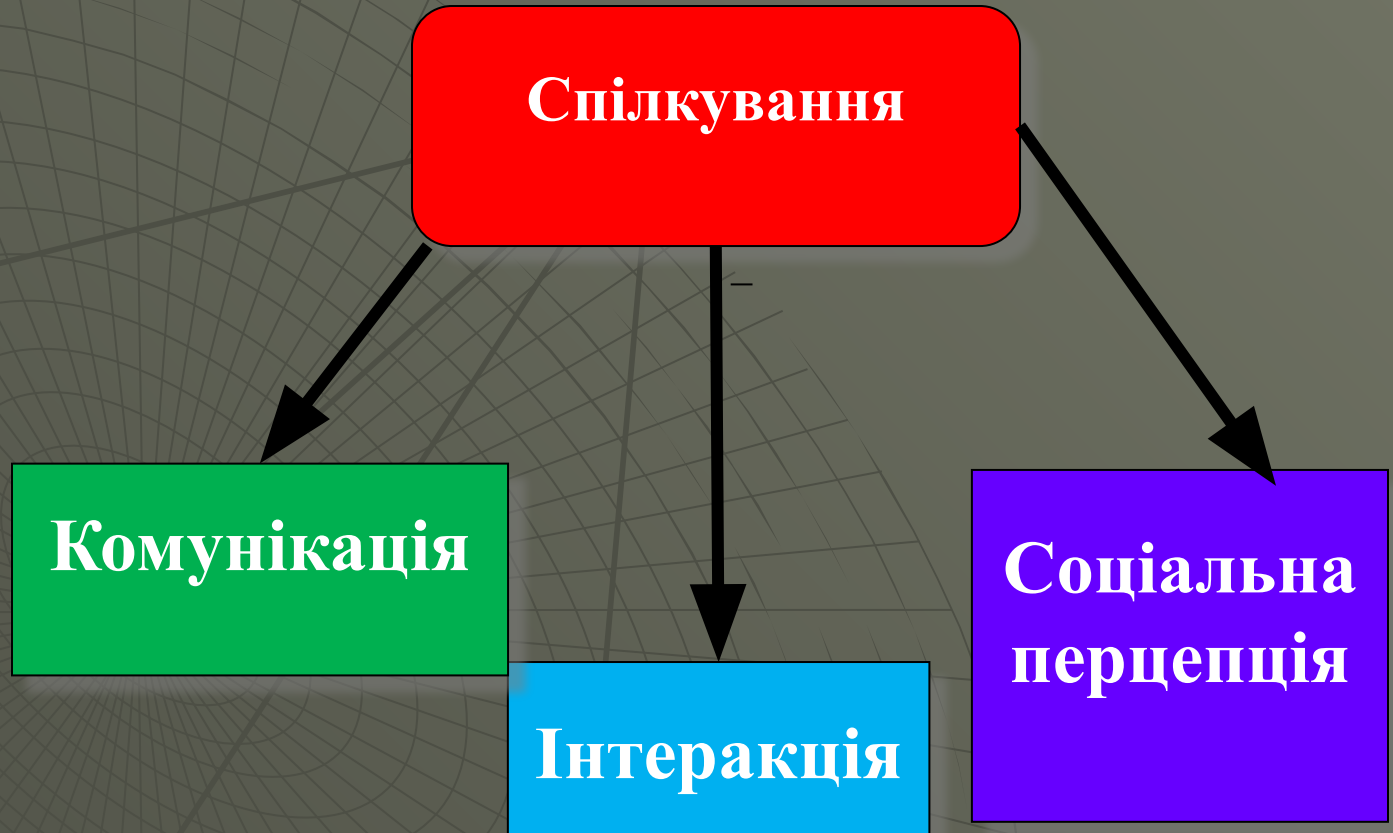 Спілкування
–
Комунікація
Соціальна
перцепція
Інтеракція